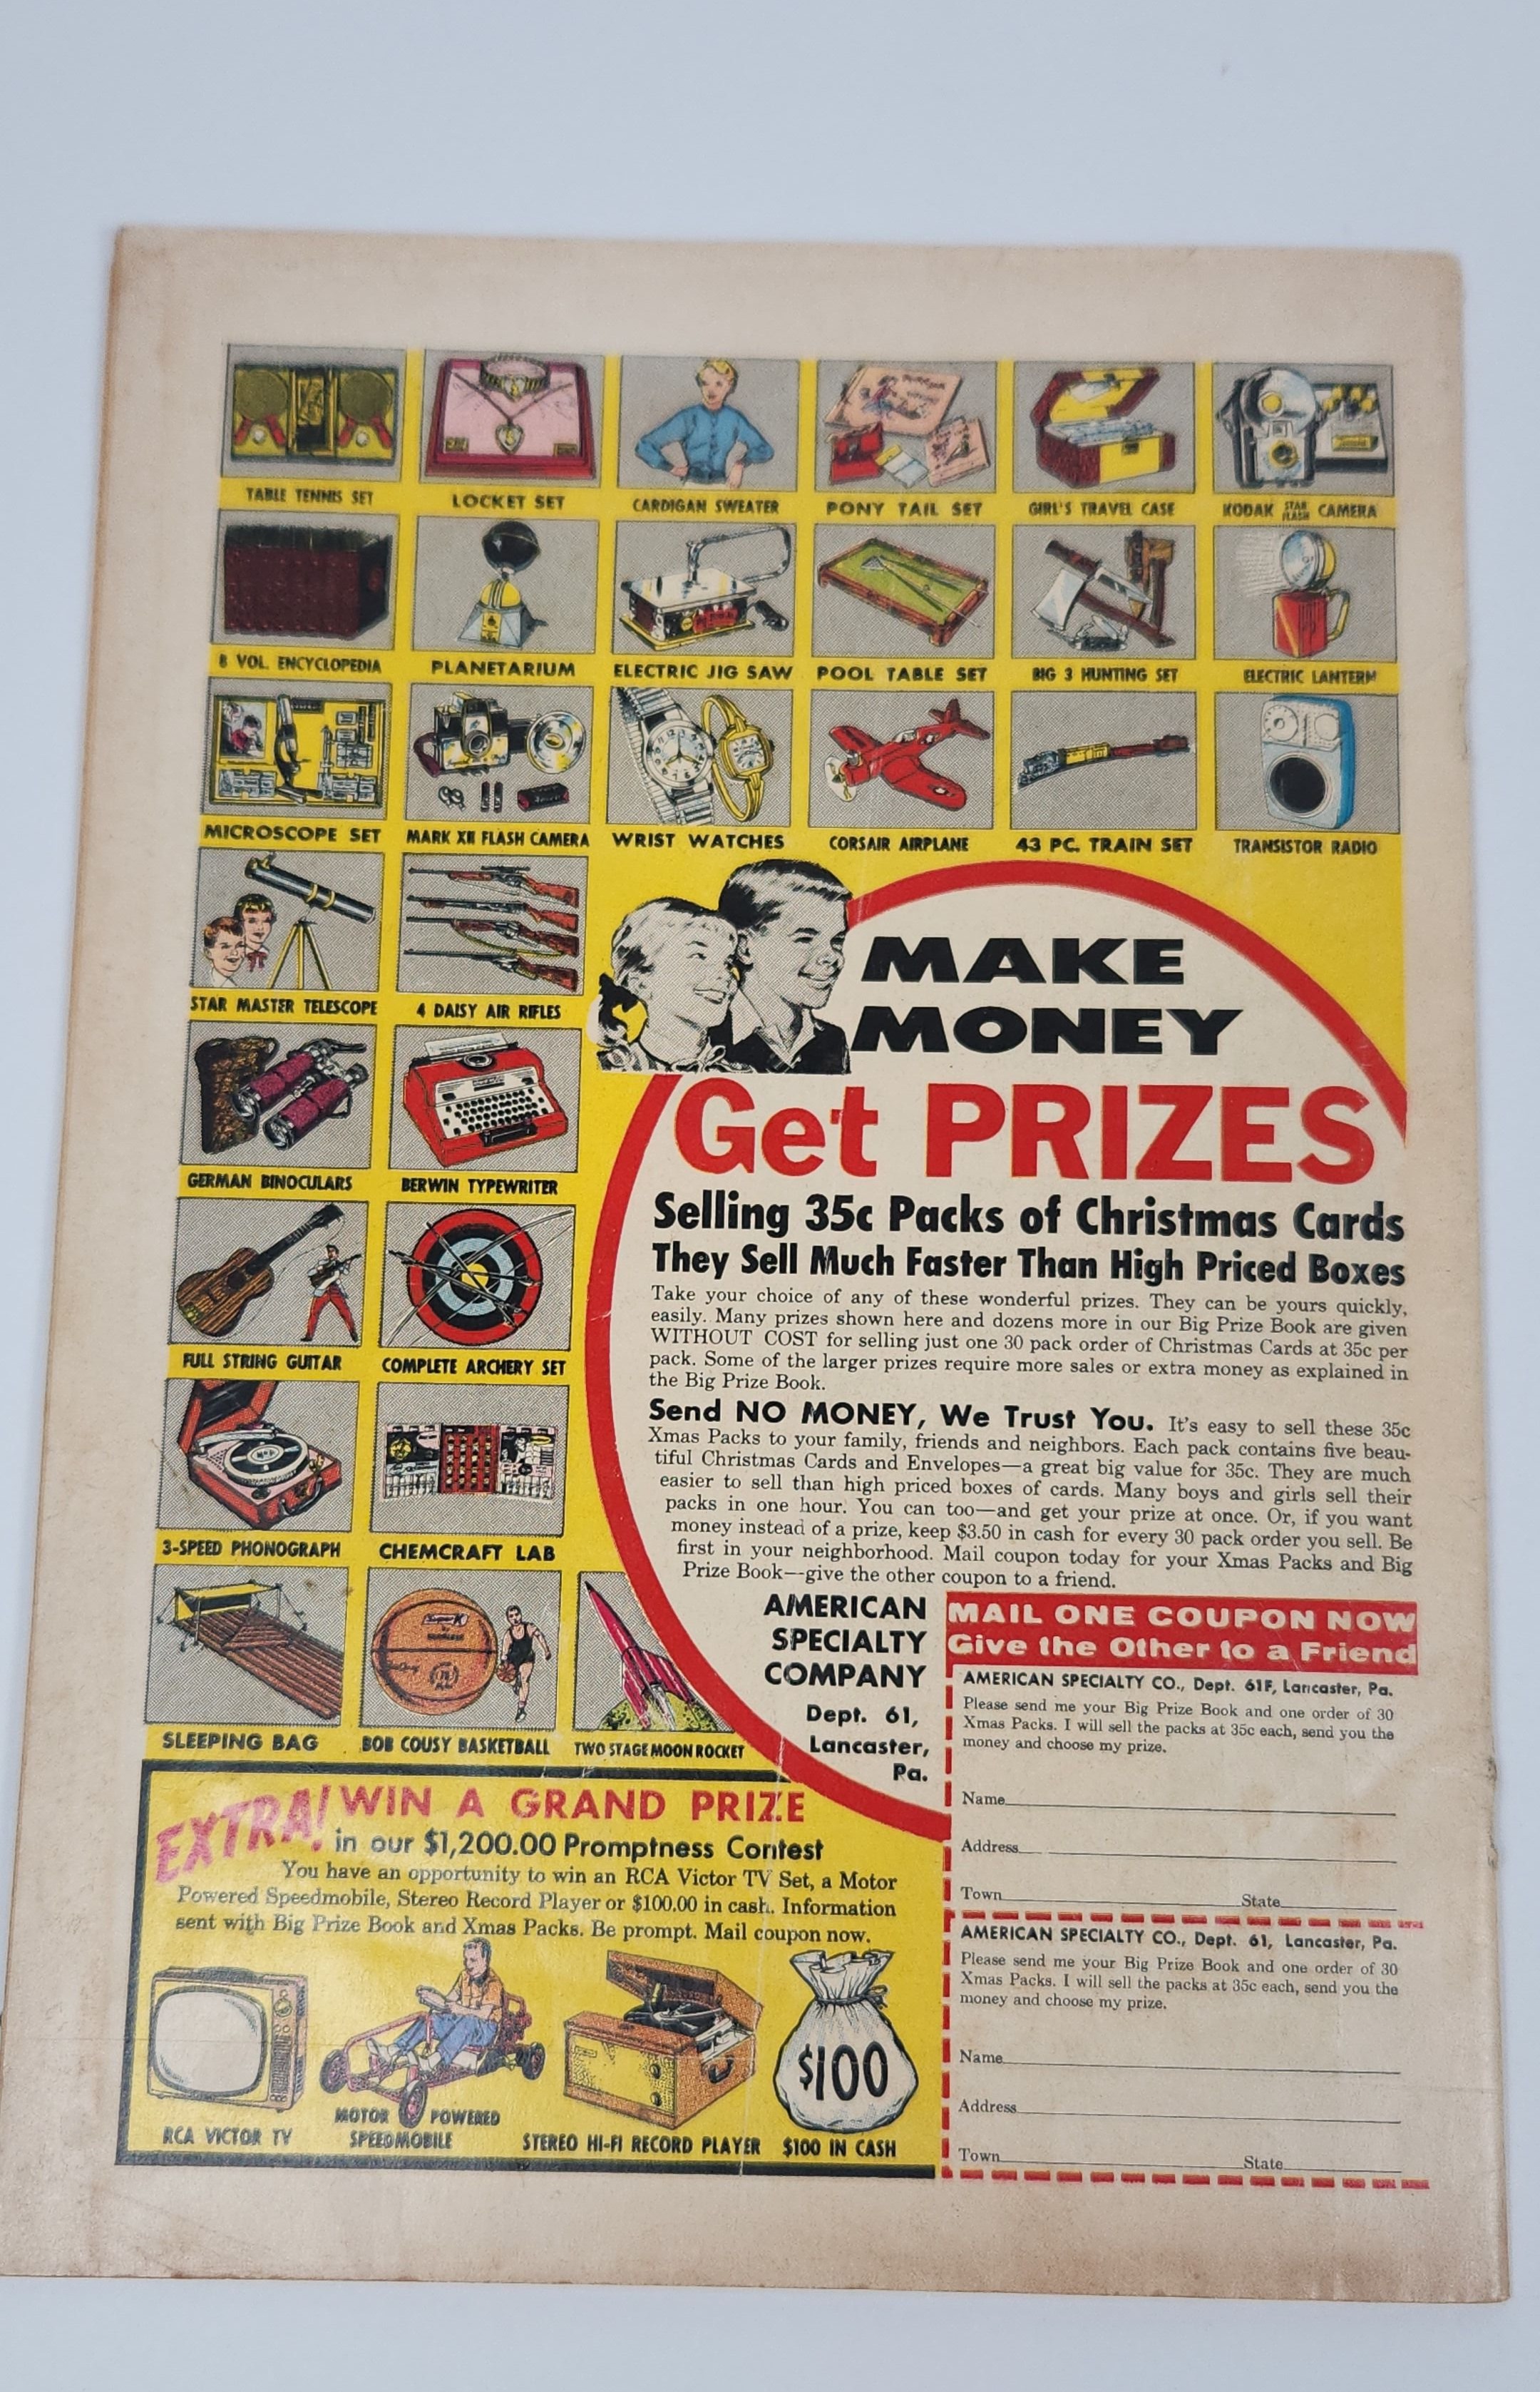 TABLE TENNIS SET
LOCKET SET
CARDIGAN SWEATER
PONY TAIL SET
GIRL'S TRAVEL CASE
KODAK STAR FLASH CAMERA
8 VOL. ENCYCLOPEDIA
PLANETARIUM
ELECTRIC JIG SAW
POOL TABLE SET
BIG 3 HUNTING SET
ELECTRIC LANTERN
MICROSCOPE SET
MARK XII FLASH CAMERA
WRIST WATCHES
CORSAIR AIRPLANE
43 PC. TRAIN SET
TRANSISTOR RADIO
STAR MASTER TELESCOPE
4 DAISY AIR RIFLES
GERMAN BINOCULARS
BERWIN TYPEWRITER
FULL STRING GUITAR
COMPLETE ARCHERY SET
3-SPEED PHONOGRAPH
CHEMCRAFT LAB
SLEEPING BAG
BOB COUSY BASKETBALL
TWO STAGE MOON ROCKET
MAKE
MONEY
Get PRIZES
Selling 35c Packs of Christmas Cards
They Sell Much Faster Than High Priced Boxes
Take your choice of any of these wonderful prizes. They can be yours quickly,
easily. Many prizes shown here and dozens more in our Big Prize Book are given
WITHOUT COST for selling just one 30 pack order of Christmas Cards at 35c per
pack. Some of the larger prizes require more sales or extra money as explained in
the Big Prize Book.
Send NO MONEY, We Trust You. It's easy to sell these 35c
Xmas Packs to your family, friends and neighbors. Each pack contains five beau-
tiful Christmas Cards and Envelopes—a great big value for 35c. They are much
easier to sell than high priced boxes of cards. Many boys and girls sell their
packs in one hour. You can too—and get your prize at once. Or, if you want
money instead of a prize, keep $3.50 in cash for every 30 pack order you sell. Be
first in your neighborhood. Mail coupon today for your Xmas Packs and Big
Prize Book--give the other coupon to a friend.
AMERICAN
SPECIALTY
COMPANY
Dept. 61,
Lancaster,
Pa.
MAIL ONE COUPON NOW
Give the Other to a Friend
AMERICAN SPECIALTY CO., Dept. 61F, Lancaster, Pa.
Please send me your Big Prize Book and one order of 30
Xmas Packs. I will sell the packs at 35c each, send you the
money and choose my prize.
Name
Address
Town State
AMERICAN SPECIALTY CO., Dept. 61, Lancaster, Pa.
Please send me your Big Prize Book and one order of 30
Xmas Packs. I will sell the packs at 35c each, send you the
money and choose my prize.
Name
Address
Town State
EXTRA! WIN A GRAND PRIZE
in our $1,200.00 Promptness Contest
You have an opportunity to win an RCA Victor TV Set, a Motor
Powered Speedmobile, Stereo Record Player or $100.00 in cash. Information
sent with Big Prize Book and Xmas Packs. Be prompt. Mail coupon now.
$100
RCA VICTOR TV
MOTOR POWERED
SPEEDMOBILE
STEREO HI-FI RECORD PLAYER
$100 IN CASH